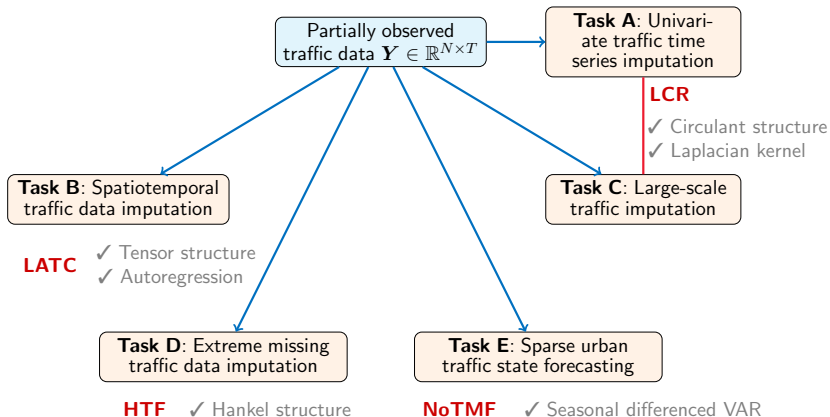 Partially observed
traffic data Y ∈ ℝ^{N×T}
Task A: Univari-
ate traffic time
series imputation
LCR
✓ Circulant structure
✓ Laplacian kernel
Task B: Spatiotemporal
traffic data imputation
Task C: Large-scale
traffic imputation
LATC
✓ Tensor structure
✓ Autoregression
Task D: Extreme missing
traffic data imputation
Task E: Sparse urban
traffic state forecasting
HTF ✓ Hankel structure
NoTMF ✓ Seasonal differenced VAR